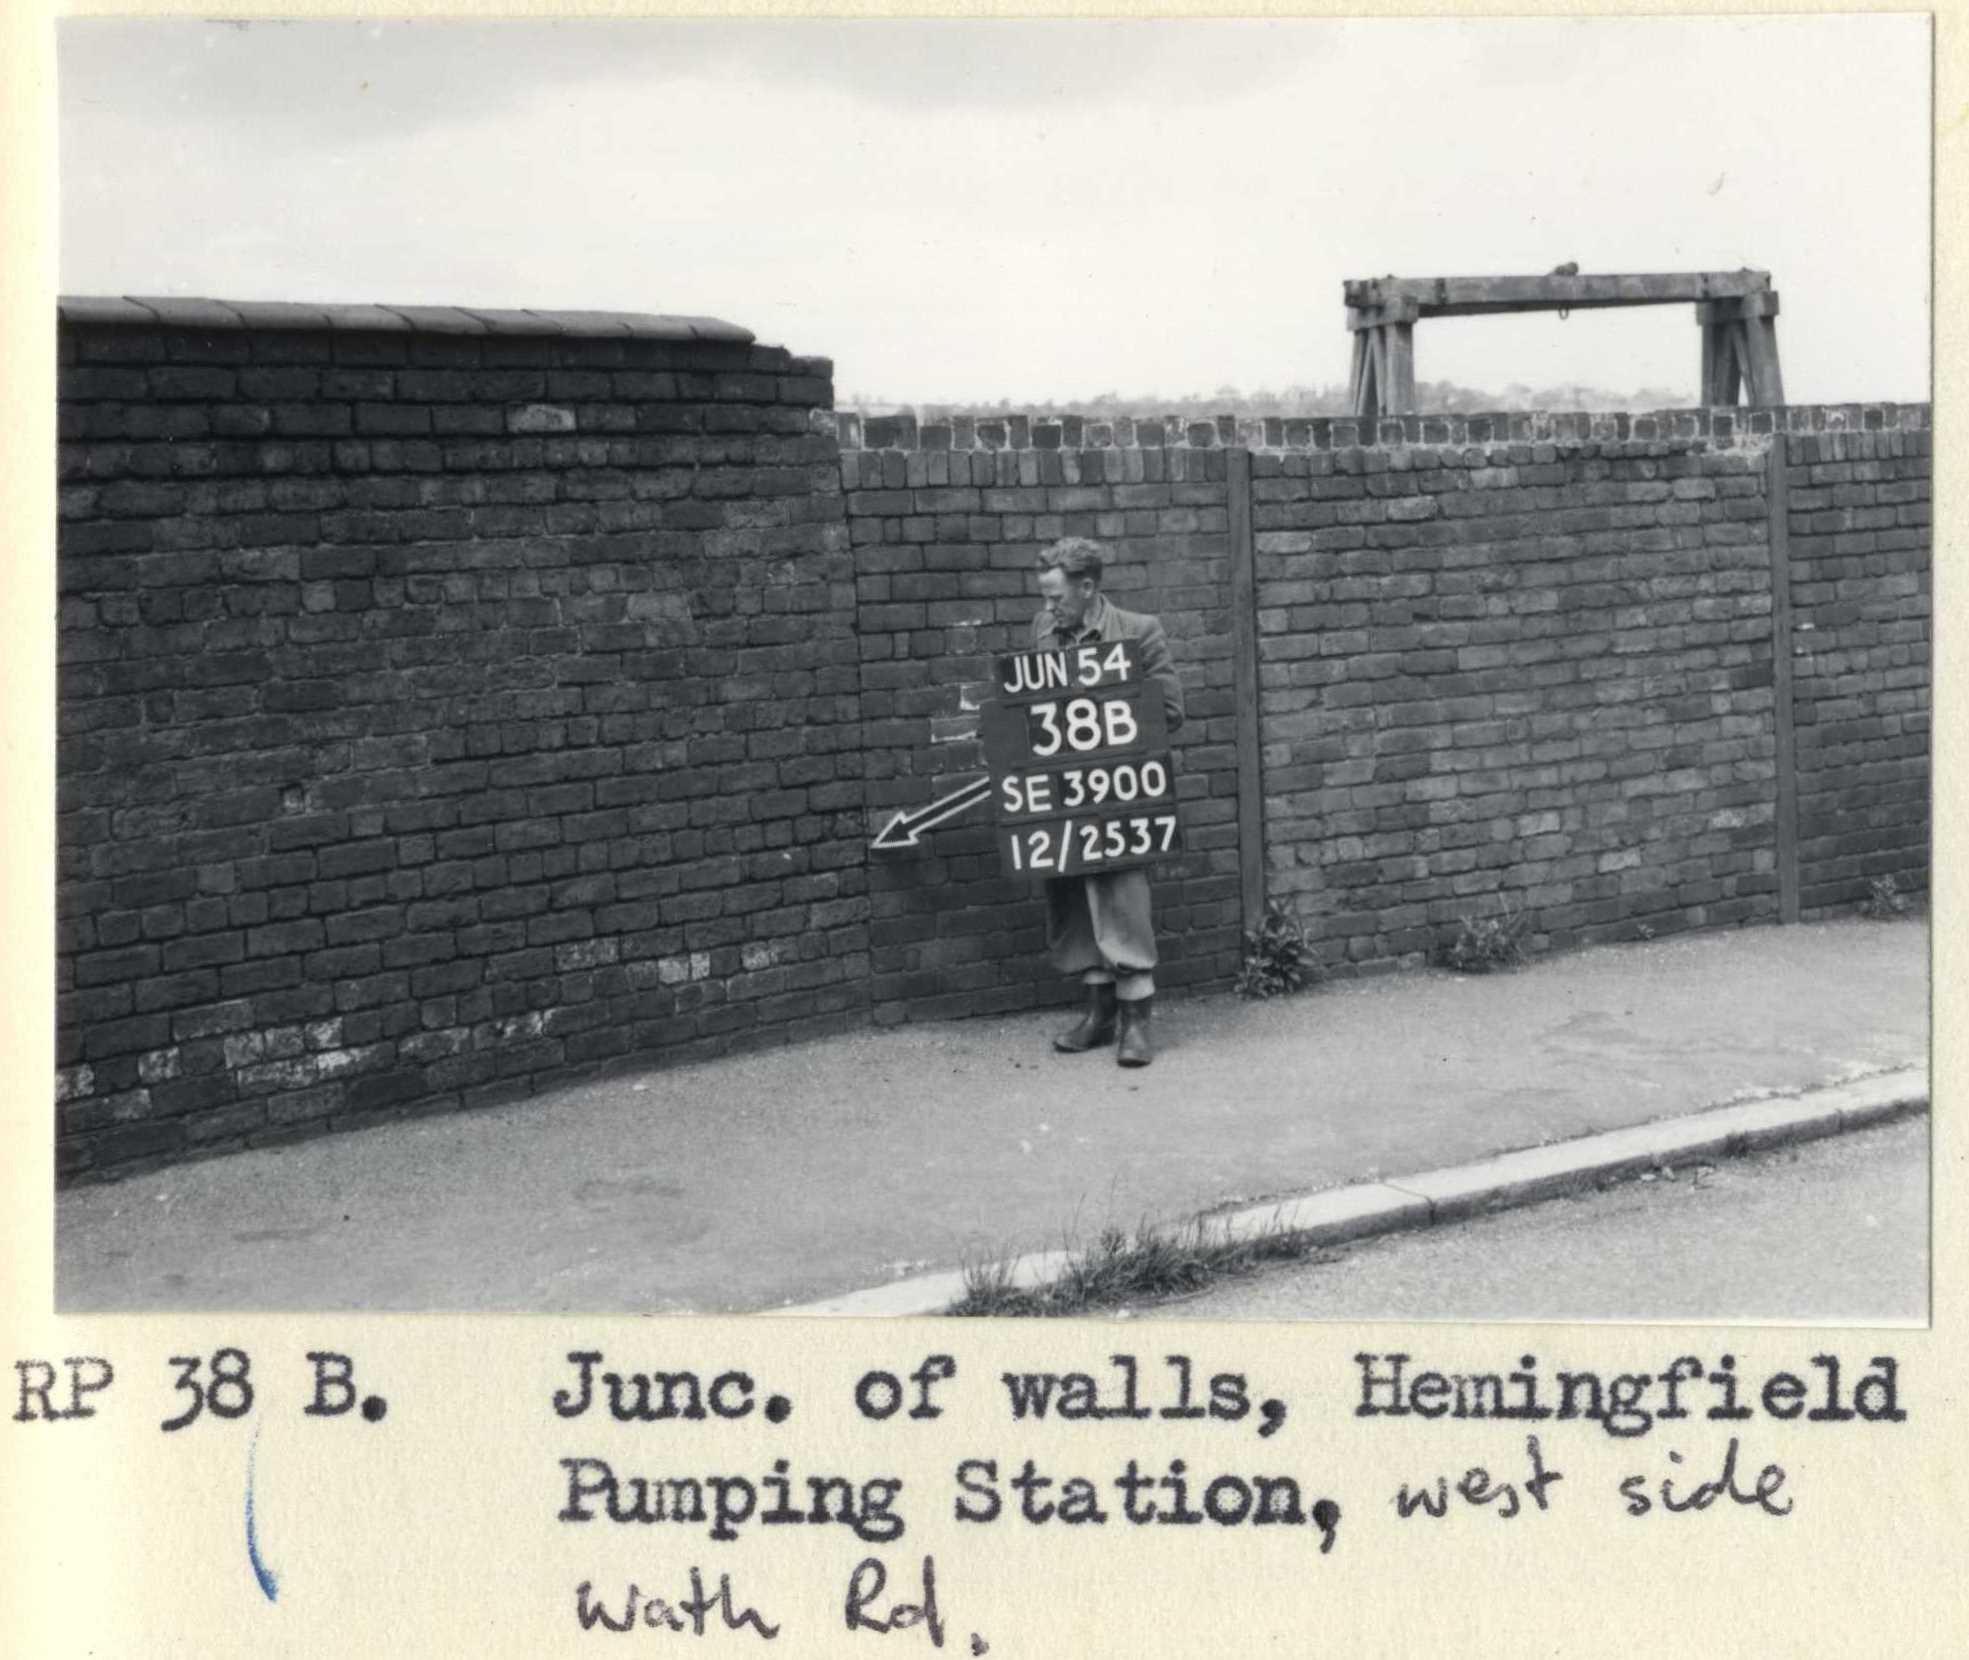 JUN 54
38B
SE 3900
12/2537
RP 38 B. Junc. of walls, Hemingfield
Pumping Station, west side
Wath Rd.